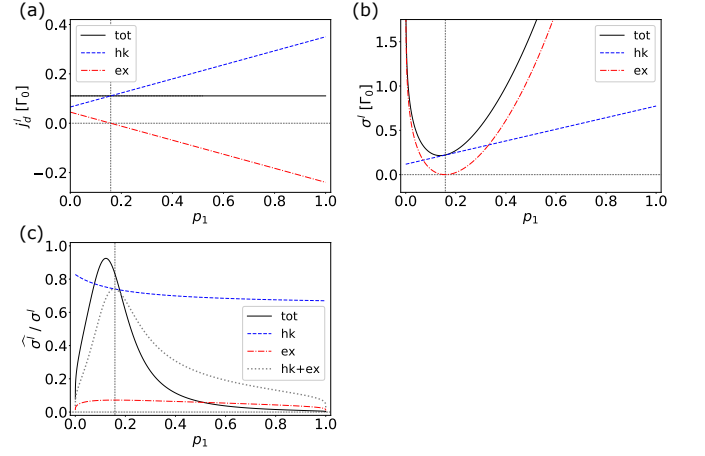 (a)
0.4
0.2
0.0
−0.2
j_d^l [Γ_0]
tot
hk
ex
0.0 0.2 0.4 0.6 0.8 1.0
p_1
(b)
1.5
1.0
0.5
0.0
σ^l [Γ_0]
tot
hk
ex
0.0 0.2 0.4 0.6 0.8 1.0
p_1
(c)
1.0
0.8
0.6
0.4
0.2
0.0
\widehat{σ}^l / σ^l
tot
hk
ex
hk+ex
0.0 0.2 0.4 0.6 0.8 1.0
p_1